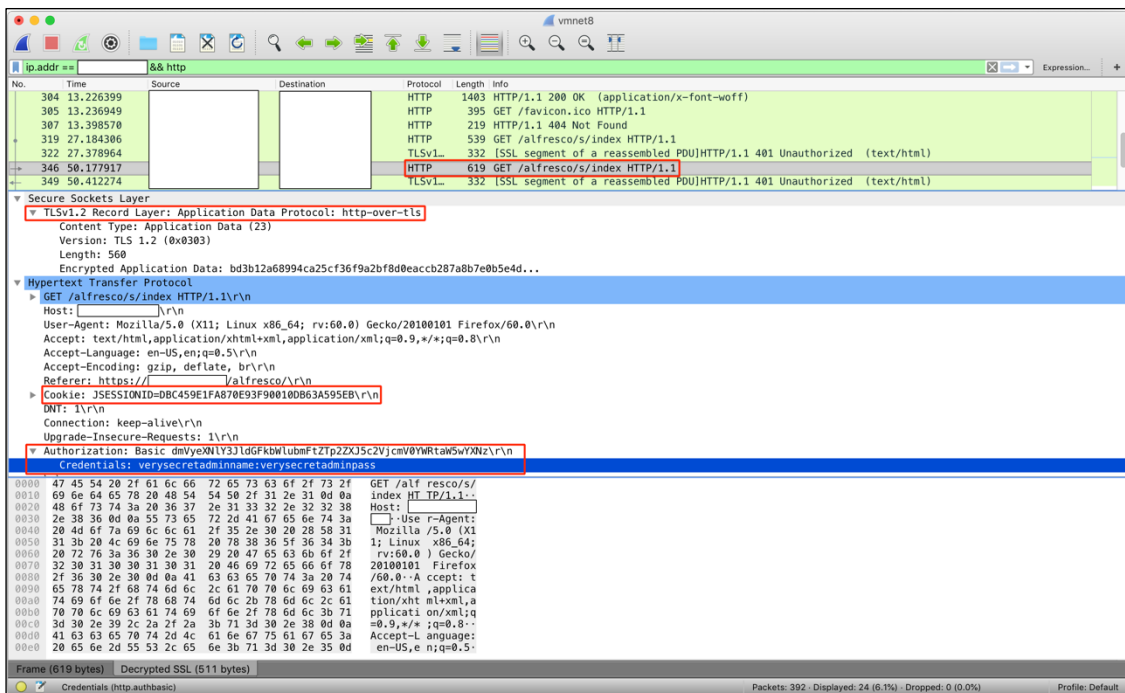 vmnet8
ip.addr == && http
Expression...
+
No. Time Source Destination Protocol Length Info
304 13.226399 HTTP 1403 HTTP/1.1 200 OK (application/x-font-woff)
305 13.236949 HTTP 395 GET /favicon.ico HTTP/1.1
307 13.398570 HTTP 219 HTTP/1.1 404 Not Found
319 27.184306 HTTP 539 GET /alfresco/s/index HTTP/1.1
322 27.378964 TLSv1… 332 [SSL segment of a reassembled PDU]HTTP/1.1 401 Unauthorized (text/html)
346 50.177917 HTTP 619 GET /alfresco/s/index HTTP/1.1
349 50.412274 TLSv1… 332 [SSL segment of a reassembled PDU]HTTP/1.1 401 Unauthorized (text/html)
Secure Sockets Layer
TLSv1.2 Record Layer: Application Data Protocol: http-over-tls
Content Type: Application Data (23)
Version: TLS 1.2 (0x0303)
Length: 560
Encrypted Application Data: bd3b12a68994ca25cf36f9a2bf8d0eaccb287a8b7e0b5e4d...
Hypertext Transfer Protocol
GET /alfresco/s/index HTTP/1.1\r\n
Host: \r\n
User-Agent: Mozilla/5.0 (X11; Linux x86_64; rv:60.0) Gecko/20100101 Firefox/60.0\r\n
Accept: text/html,application/xhtml+xml,application/xml;q=0.9,*/*;q=0.8\r\n
Accept-Language: en-US,en;q=0.5\r\n
Accept-Encoding: gzip, deflate, br\r\n
Referer: https:// /alfresco/\r\n
Cookie: JSESSIONID=DBC459E1FA870E93F90010DB63A595EB\r\n
DNT: 1\r\n
Connection: keep-alive\r\n
Upgrade-Insecure-Requests: 1\r\n
Authorization: Basic dmVyeXNlY3JldGFkbWlubmFtZTp2ZXJ5c2VjcmV0YWRtaW5wYXNz\r\n
Credentials: verysecretadminname:verysecretadminpass
0000 47 45 54 20 2f 61 6c 66 72 65 73 63 6f 2f 73 2f GET /alf resco/s/
0010 69 6e 64 65 78 20 48 54 54 50 2f 31 2e 31 0d 0a index HT TP/1.1··
0020 48 6f 73 74 3a 20 36 37 2e 31 33 32 2e 32 32 38 Host:
0030 2e 38 36 0d 0a 55 73 65 72 2d 41 67 65 6e 74 3a ··Use r-Agent:
0040 20 4d 6f 7a 69 6c 6c 61 2f 35 2e 30 20 28 58 31 Mozilla /5.0 (X1
0050 31 3b 20 4c 69 6e 75 78 20 78 38 36 5f 36 34 3b 1; Linux x86_64;
0060 20 72 76 3a 36 30 2e 30 29 20 47 65 63 6b 6f 2f rv:60.0 ) Gecko/
0070 32 30 31 30 30 31 30 31 20 46 69 72 65 66 6f 78 20100101 Firefox
0080 2f 36 30 2e 30 0d 0a 41 63 63 65 70 74 3a 20 74 /60.0··A ccept: t
0090 65 78 74 2f 68 74 6d 6c 2c 61 70 70 6c 69 63 61 ext/html ,applica
00a0 74 69 6f 6e 2f 78 68 74 6d 6c 2b 78 6d 6c 2c 61 tion/xht ml+xml,a
00b0 70 70 6c 69 63 61 74 69 6f 6e 2f 78 6d 6c 3b 71 pplicati on/xml;q
00c0 3d 30 2e 39 2c 2a 2f 2a 3b 71 3d 30 2e 38 0d 0a =0.9,*/* ;q=0.8··
00d0 41 63 63 65 70 74 2d 4c 61 6e 67 75 61 67 65 3a Accept-L anguage:
00e0 20 65 6e 2d 55 53 2c 65 6e 3b 71 3d 30 2e 35 0d en-US,e n;q=0.5·
Frame (619 bytes) Decrypted SSL (511 bytes)
Credentials (http.authbasic) Packets: 392 · Displayed: 24 (6.1%) · Dropped: 0 (0.0%) Profile: Default